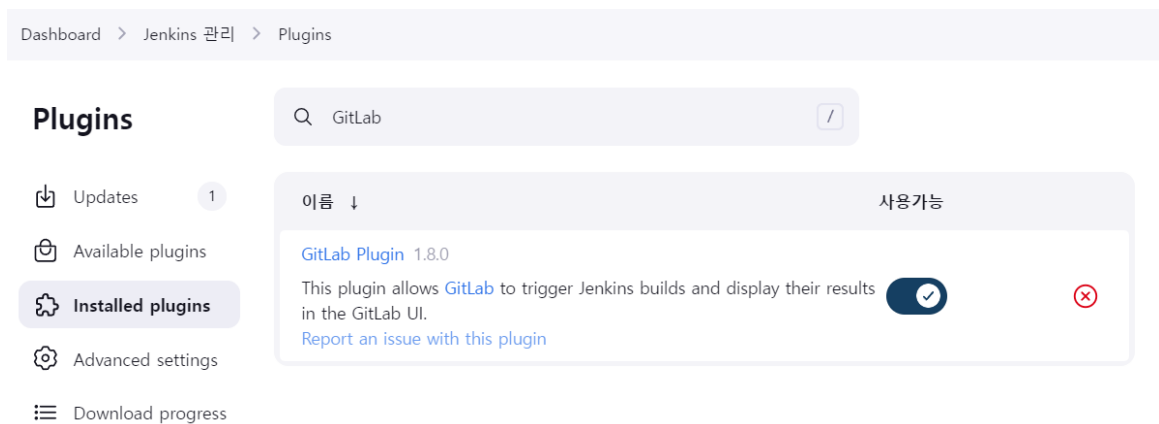 Dashboard > Jenkins 관리 > Plugins
Plugins
GitLab /
Updates 1
Available plugins
Installed plugins
Advanced settings
Download progress
이름 ↓ 사용가능
GitLab Plugin 1.8.0
This plugin allows GitLab to trigger Jenkins builds and display their results
in the GitLab UI.
Report an issue with this plugin